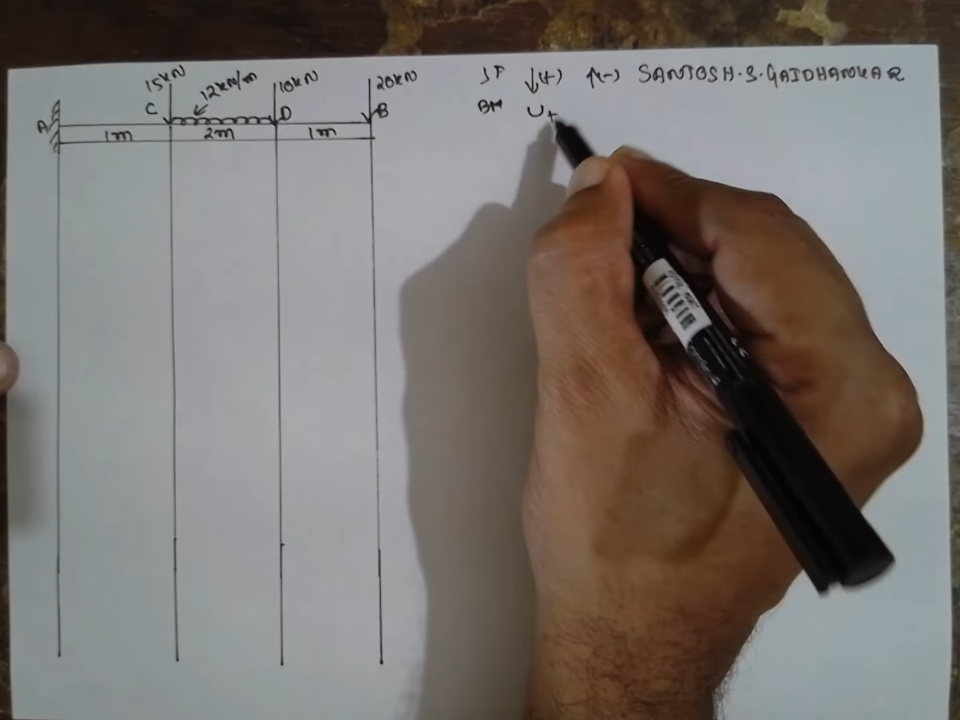 15kN 12kN/m 10kN 20kN
A C D B
1m 2m 1m
SF ↓(+) ↑(-) SANTOSH.S.GAIDHANKAR
BM U+